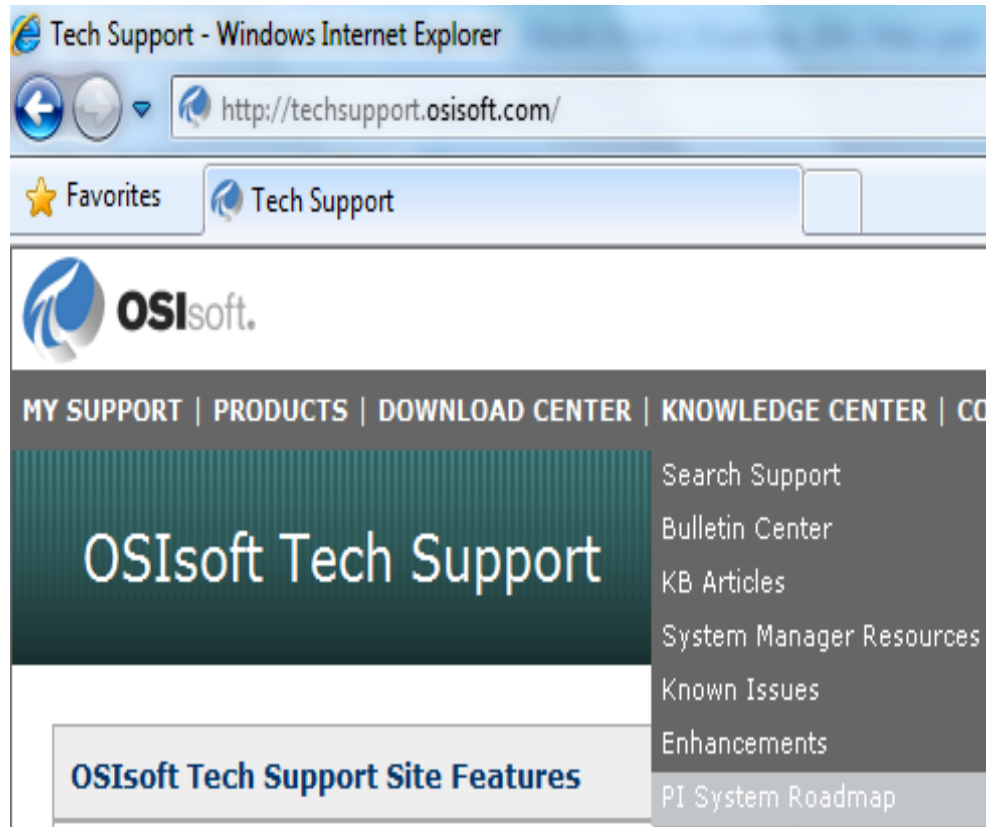 Tech Support - Windows Internet Explorer
http://techsupport.osisoft.com/
Favorites
Tech Support
OSIsoft.
MY SUPPORT | PRODUCTS | DOWNLOAD CENTER | KNOWLEDGE CENTER | CO
Search Support
OSIsoft Tech Support
Bulletin Center
KB Articles
System Manager Resources
Known Issues
Enhancements
PI System Roadmap
OSIsoft Tech Support Site Features